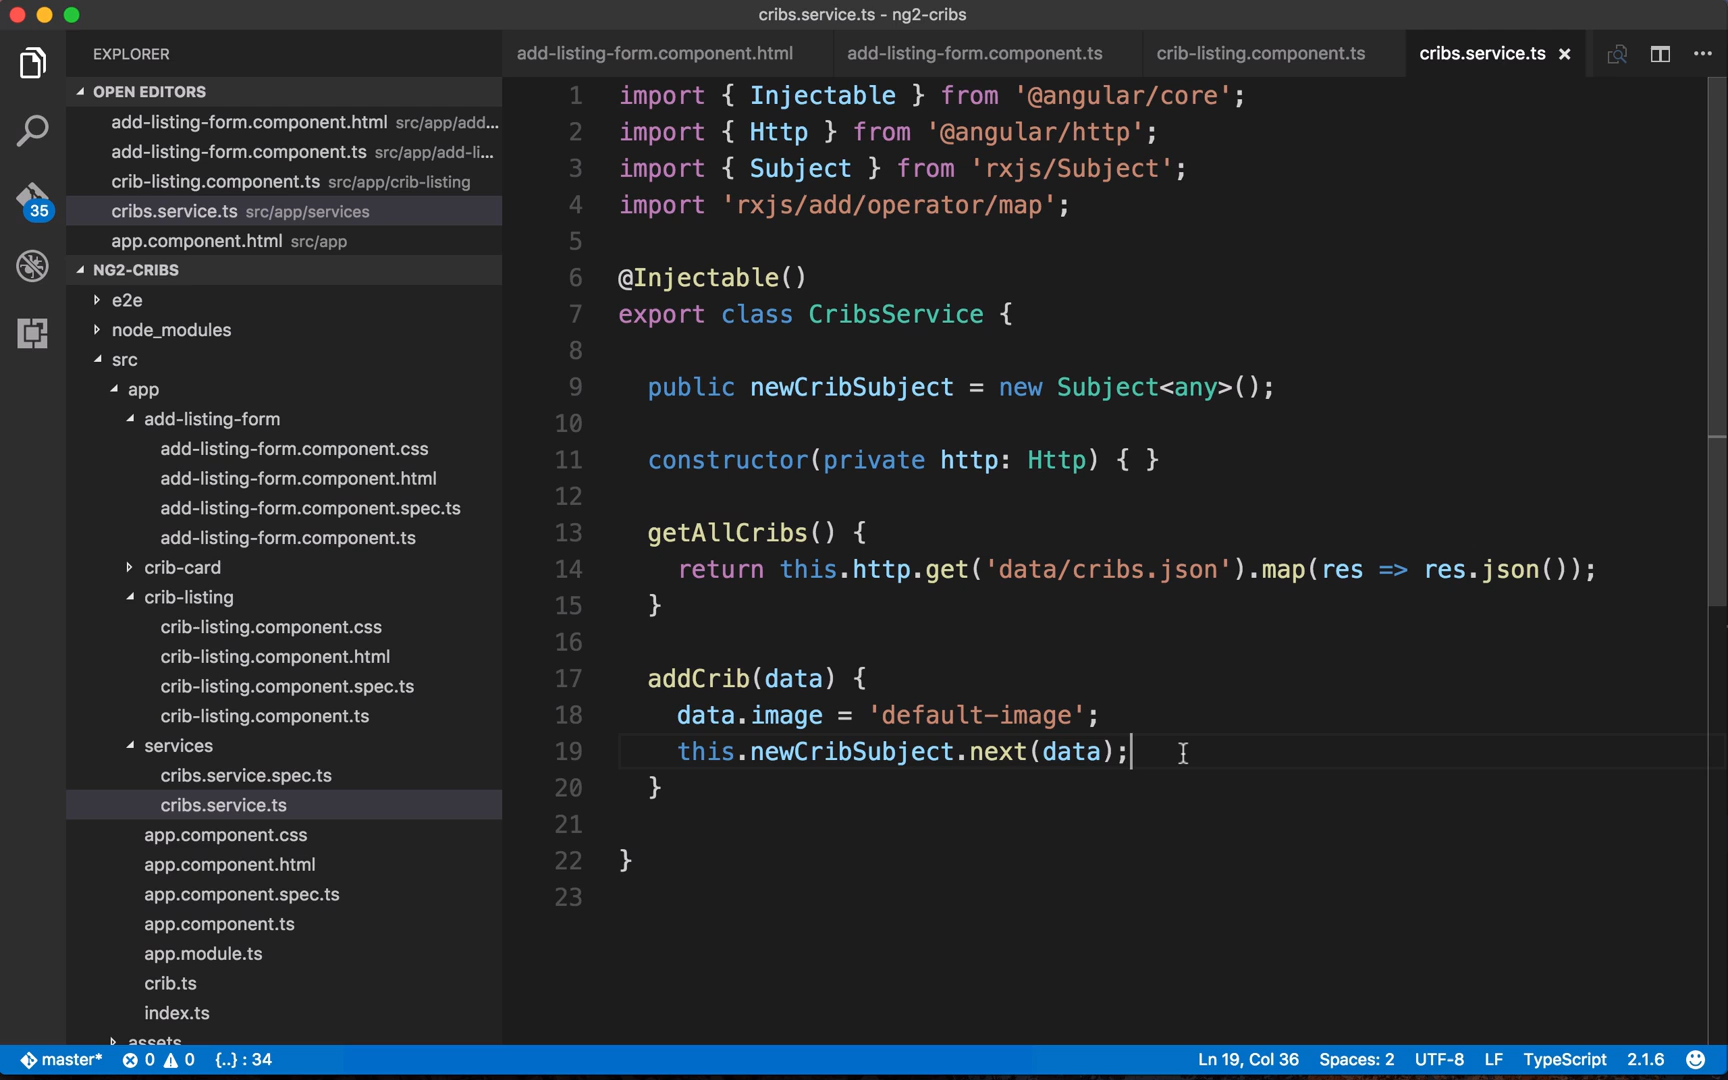 cribs.service.ts - ng2-cribs
EXPLORER
add-listing-form.component.html
add-listing-form.component.ts
crib-listing.component.ts
cribs.service.ts
OPEN EDITORS
add-listing-form.component.html src/app/add...
add-listing-form.component.ts src/app/add-li...
crib-listing.component.ts src/app/crib-listing
cribs.service.ts src/app/services
app.component.html src/app
35
NG2-CRIBS
e2e
node_modules
src
app
add-listing-form
add-listing-form.component.css
add-listing-form.component.html
add-listing-form.component.spec.ts
add-listing-form.component.ts
crib-card
crib-listing
crib-listing.component.css
crib-listing.component.html
crib-listing.component.spec.ts
crib-listing.component.ts
services
cribs.service.spec.ts
cribs.service.ts
app.component.css
app.component.html
app.component.spec.ts
app.component.ts
app.module.ts
crib.ts
index.ts
assets
1 import { Injectable } from '@angular/core';
2 import { Http } from '@angular/http';
3 import { Subject } from 'rxjs/Subject';
4 import 'rxjs/add/operator/map';
5
6 @Injectable()
7 export class CribsService {
8
9 public newCribSubject = new Subject<any>();
10
11 constructor(private http: Http) { }
12
13 getAllCribs() {
14 return this.http.get('data/cribs.json').map(res => res.json());
15 }
16
17 addCrib(data) {
18 data.image = 'default-image';
19 this.newCribSubject.next(data);
20 }
21
22 }
23
master* 0 0 {..} : 34 Ln 19, Col 36 Spaces: 2 UTF-8 LF TypeScript 2.1.6